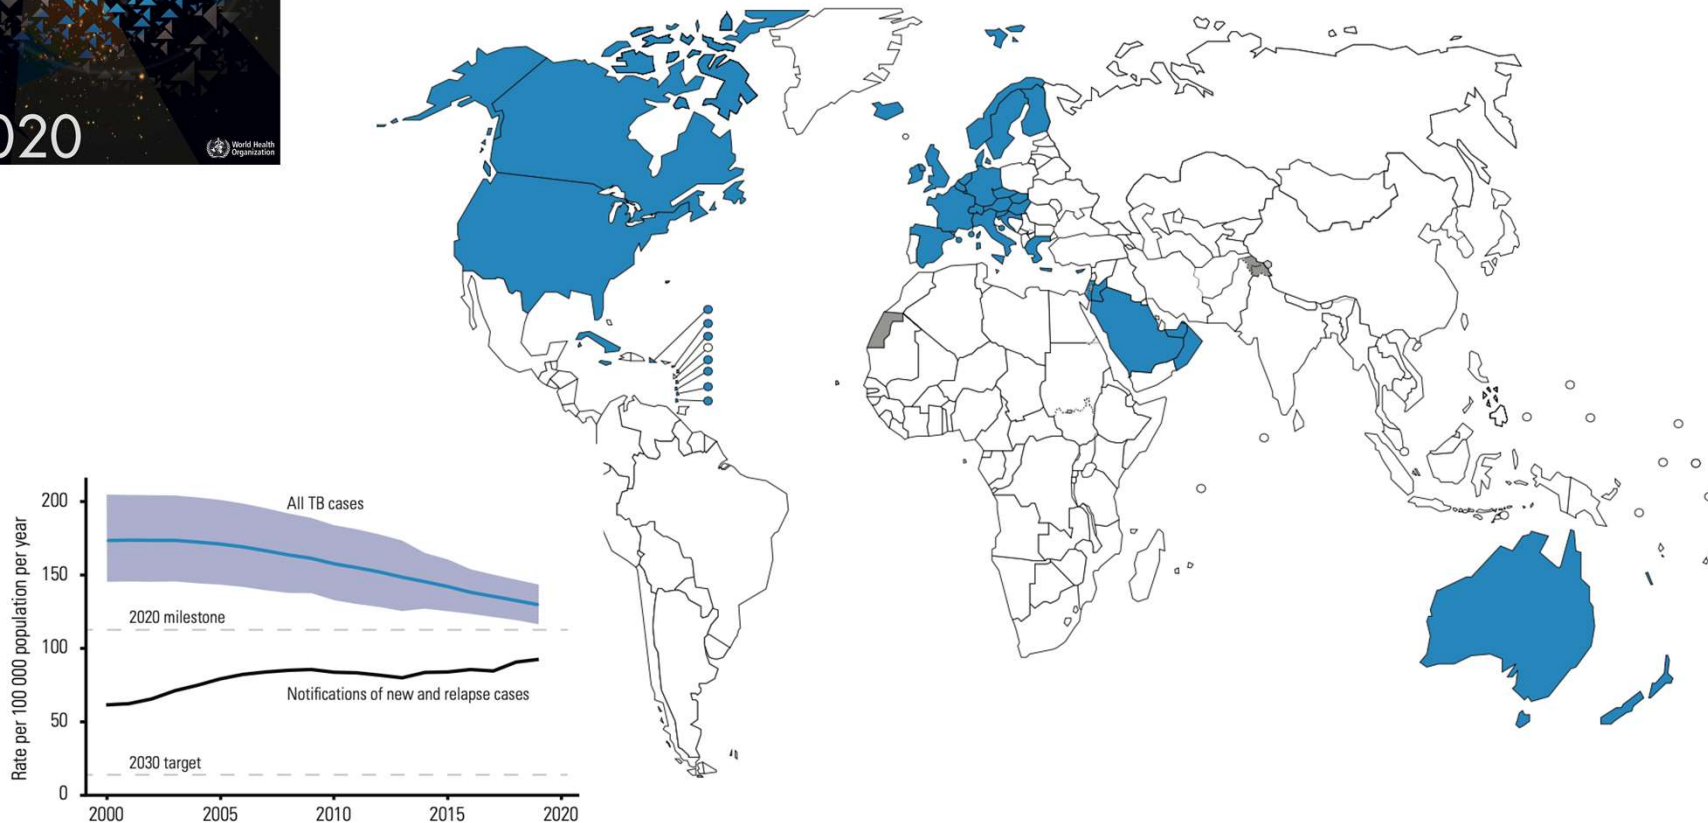 020
World Health
Organization
Rate per 100 000 population per year
200
150
100
50
0
All TB cases
2020 milestone
Notifications of new and relapse cases
2030 target
2000 2005 2010 2015 2020